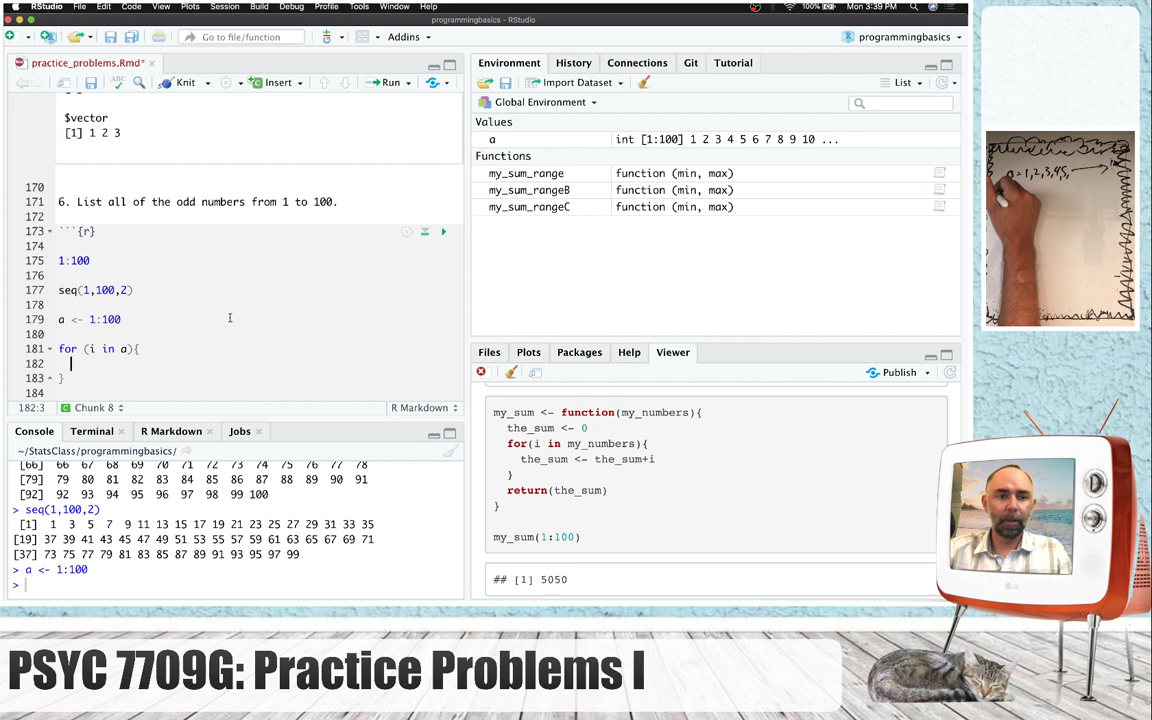 RStudio File Edit Code View Plots Session Build Debug Profile Tools Window Help 100% Mon 3:39 PM
programmingbasics - RStudio
Go to file/function Addins programmingbasics
practice_problems.Rmd*
Knit Insert Run
$vector
[1] 1 2 3
170
171 6. List all of the odd numbers from 1 to 100.
172
173 ```{r}
174
175 1:100
176
177 seq(1,100,2)
178
179 a <- 1:100
180
181 for (i in a){
182
183 }
184
182:3 Chunk 8 R Markdown
Console Terminal R Markdown Jobs
~/StatsClass/programmingbasics/
[66] 66 67 68 69 70 71 72 73 74 75 76 77 78
[79] 79 80 81 82 83 84 85 86 87 88 89 90 91
[92] 92 93 94 95 96 97 98 99 100
> seq(1,100,2)
[1] 1 3 5 7 9 11 13 15 17 19 21 23 25 27 29 31 33 35
[19] 37 39 41 43 45 47 49 51 53 55 57 59 61 63 65 67 69 71
[37] 73 75 77 79 81 83 85 87 89 91 93 95 97 99
> a <- 1:100
>
Environment History Connections Git Tutorial
Import Dataset List
Global Environment
Values
a int [1:100] 1 2 3 4 5 6 7 8 9 10 ...
Functions
my_sum_range function (min, max)
my_sum_rangeB function (min, max)
my_sum_rangeC function (min, max)
Files Plots Packages Help Viewer
Publish
my_sum <- function(my_numbers){
the_sum <- 0
for(i in my_numbers){
the_sum <- the_sum+i
}
return(the_sum)
}
my_sum(1:100)
## [1] 5050
a = 1,2,3,4,5,
LG
PSYC 7709G: Practice Problems I